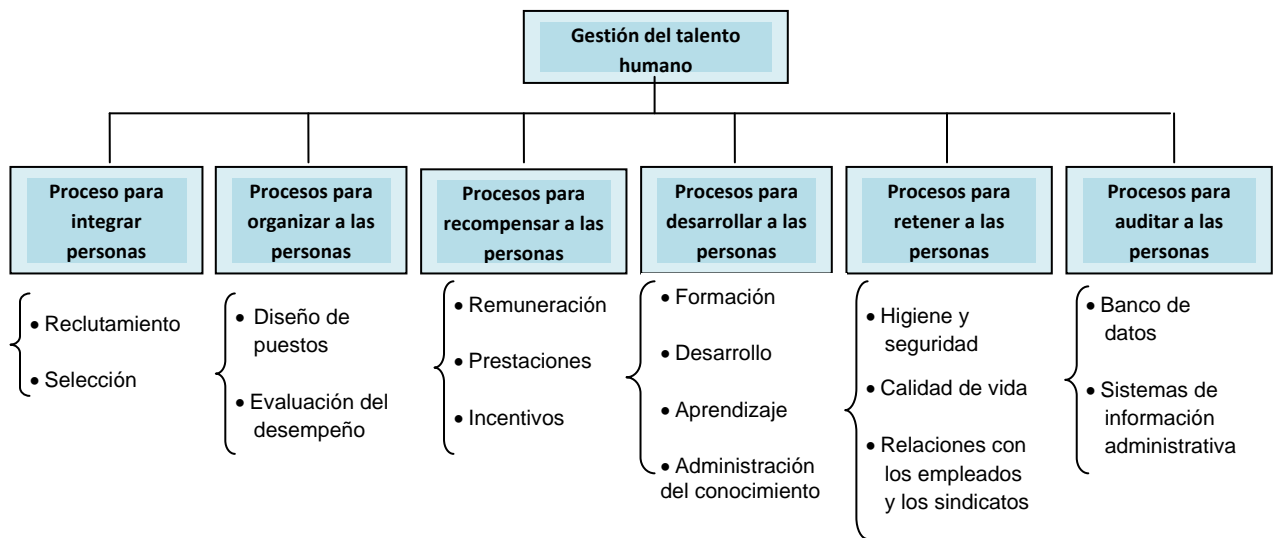 Gestión del talento
humano
Proceso para
integrar
personas
Procesos para
organizar a las
personas
Procesos para
recompensar a las
personas
Procesos para
desarrollar a las
personas
Procesos para
retener a las
personas
Procesos para
auditar a las
personas
• Reclutamiento
• Selección
• Diseño de
puestos
• Evaluación del
desempeño
• Remuneración
• Prestaciones
• Incentivos
• Formación
• Desarrollo
• Aprendizaje
• Administración
del conocimiento
• Higiene y
seguridad
• Calidad de vida
• Relaciones con
los empleados
y los sindicatos
• Banco de
datos
• Sistemas de
información
administrativa